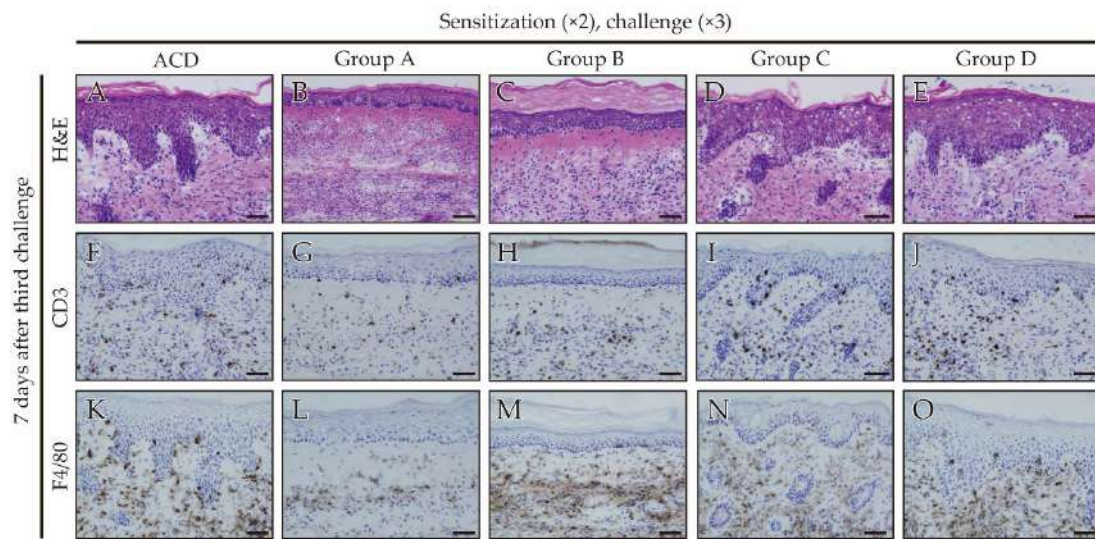 Sensitization (×2), challenge (×3)
ACD Group A Group B Group C Group D
7 days after third challenge
H&E
A B C D E
CD3
F G H I J
F4/80
K L M N O